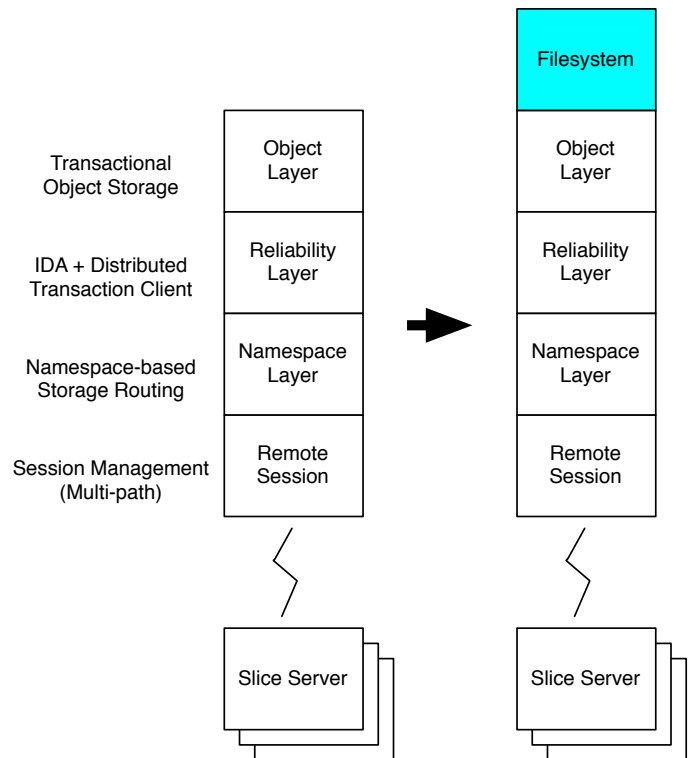 Filesystem
Transactional
Object Storage
Object
Layer
Object
Layer
IDA + Distributed
Transaction Client
Reliability
Layer
Reliability
Layer
Namespace-based
Storage Routing
Namespace
Layer
Namespace
Layer
Session Management
(Multi-path)
Remote
Session
Remote
Session
Slice Server
Slice Server